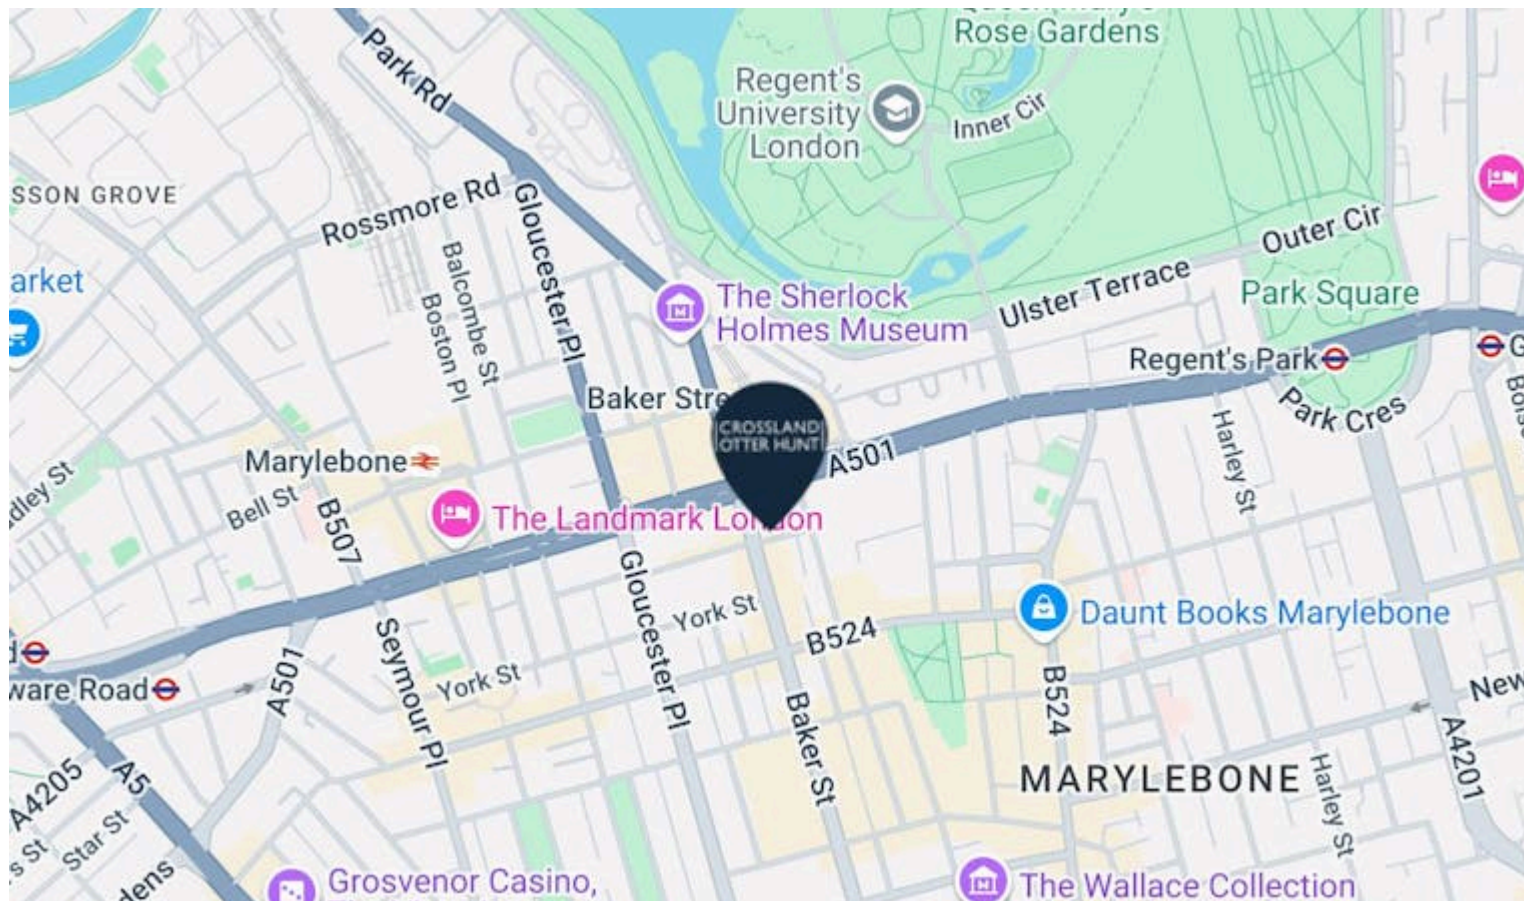 Rose Gardens
Park Rd
Regent's
University
London
Inner Cir
SSON GROVE
Rossmore Rd
Gloucester Pl
Outer Cir
Balcombe St
Boston Pl
arket
The Sherlock
Holmes Museum
Ulster Terrace
Park Square
Regent's Park
G
Baker Stre
Park Cres
CROSSLAND
OTTER HUNT
A501
Harley St
Marylebone
dley St
Bell St
B507
The Landmark London
Gloucester Pl
York St
B524
Daunt Books Marylebone
Seymour Pl
d
ware Road
A501
York St
B524
New
Baker St
A4205
A5
Star St
s St
dens
MARYLEBONE
Harley St
A4201
Grosvenor Casino,
The Wallace Collection